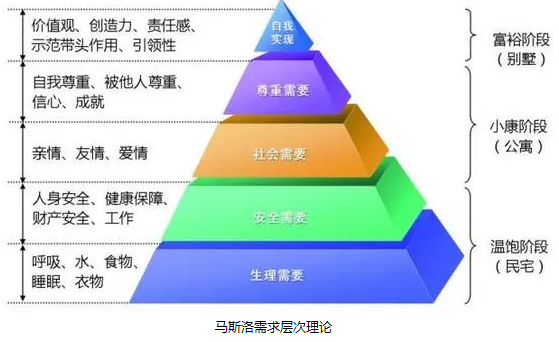 价值观、创造力、责任感、
示范带头作用、引领性
自我
实现
富裕阶段
（别墅）
自我尊重、被他人尊重、
信心、成就
尊重需要
小康阶段
（公寓）
亲情、友情、爱情
社会需要
人身安全、健康保障、
财产安全、工作
安全需要
温饱阶段
（民宅）
呼吸、水、食物、
睡眠、衣物
生理需要
马斯洛需求层次理论